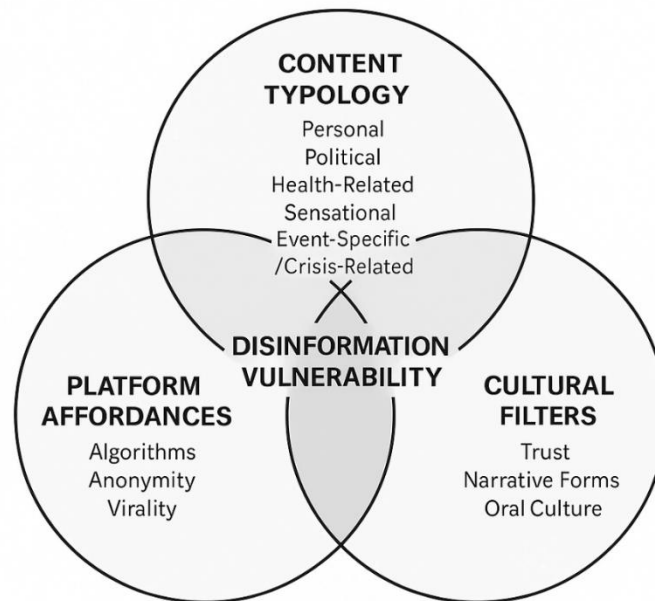 CONTENT
TYPOLOGY
Personal
Political
Health-Related
Sensational
Event-Specific
/Crisis-Related
DISINFORMATION
VULNERABILITY
PLATFORM
AFFORDANCES
Algorithms
Anonymity
Virality
CULTURAL
FILTERS
Trust
Narrative Forms
Oral Culture